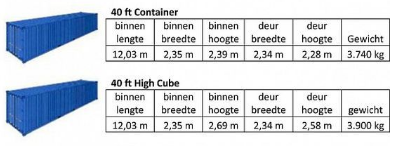 40 ft Container
binnen lengte binnen breedte binnen hoogte deur breedte deur hoogte Gewicht
12,03 m 2,35 m 2,39 m 2,34 m 2,28 m 3.740 kg
40 ft High Cube
binnen lengte binnen breedte binnen hoogte deur breedte deur hoogte gewicht
12,03 m 2,35 m 2,69 m 2,34 m 2,58 m 3.900 kg